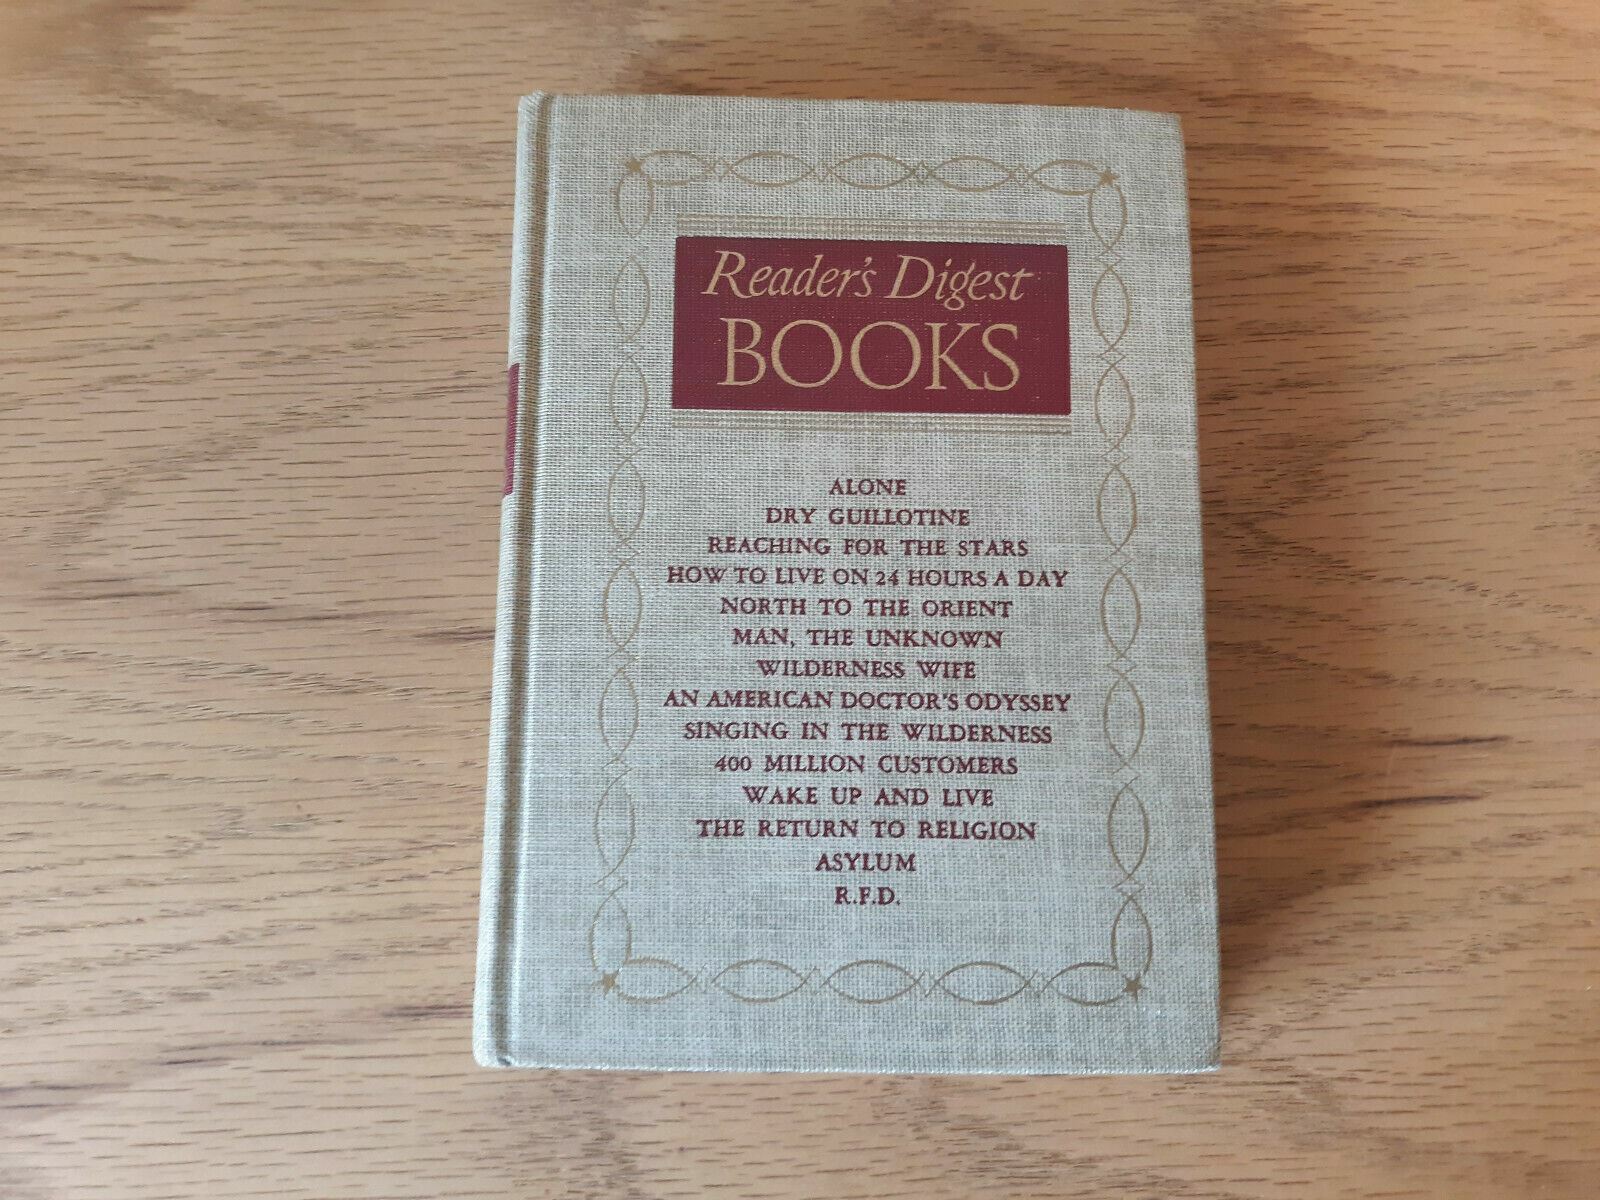 Reader's Digest
BOOKS
ALONE
DRY GUILLOTINE
REACHING FOR THE STARS
HOW TO LIVE ON 24 HOURS A DAY
NORTH TO THE ORIENT
MAN, THE UNKNOWN
WILDERNESS WIFE
AN AMERICAN DOCTOR'S ODYSSEY
SINGING IN THE WILDERNESS
400 MILLION CUSTOMERS
WAKE UP AND LIVE
THE RETURN TO RELIGION
ASYLUM
R.F.D.